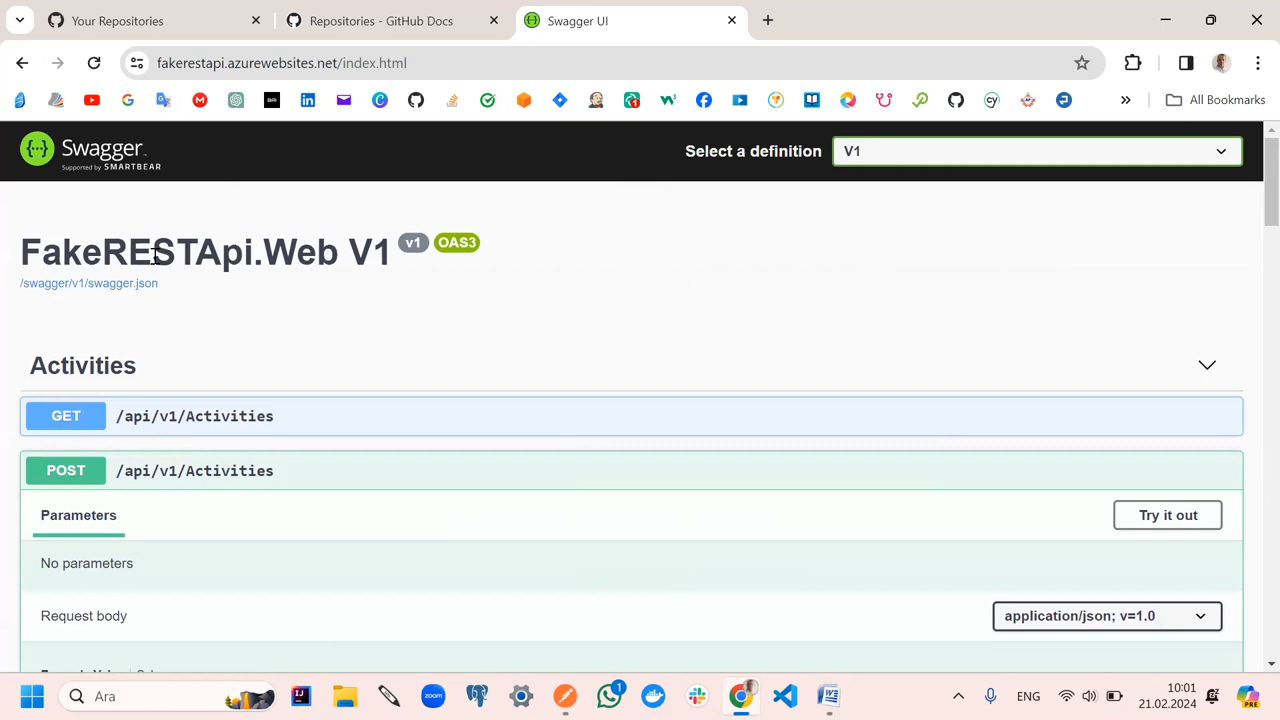 Your Repositories
Repositories - GitHub Docs
Swagger UI
fakerestapi.azurewebsites.net/index.html
All Bookmarks
Swagger
Supported by SMARTBEAR
Select a definition
V1
FakeRESTApi.Web V1 v1 OAS3
/swagger/v1/swagger.json
Activities
GET /api/v1/Activities
POST /api/v1/Activities
Parameters
Try it out
No parameters
Request body
application/json; v=1.0
Ara
zoom
1
ENG
10:01
21.02.2024
PRE